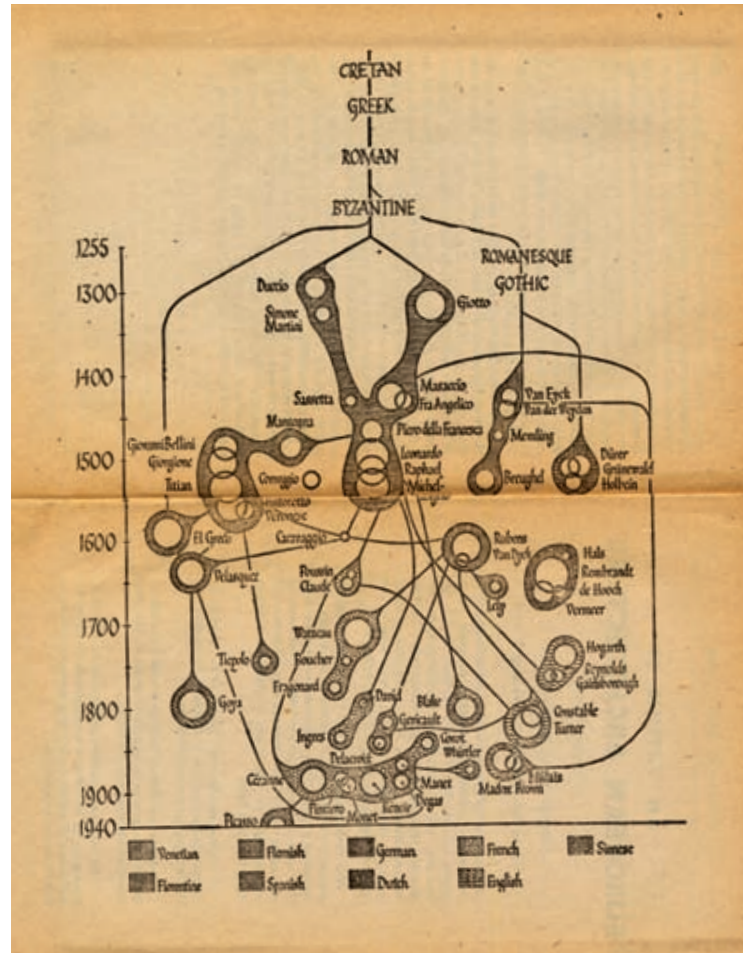 CRETAN
GREEK
ROMAN
BYZANTINE
1255
ROMANESQUE
GOTHIC
1300
Duccio
Simone
Martini
Giotto
1400
Sassetta
Masaccio
Fra Angelico
Van Eyck
Van der Weyden
Mantegna
Piero della Francesca
Memling
Giovanni Bellini
Giorgione
Titian
1500
Leonardo
Raphael
Michel-
Breughel
Dürer
Grünewald
Holbein
Tintoretto
Veronese
1600
El Greco
Caravaggio
Rubens
Van Dyck
Hals
Rembrandt
de Hooch
Vermeer
Velasquez
Poussin
Claude
Lely
1700
Watteau
Boucher
Fragonard
Tiepolo
Hogarth
Reynolds
Gainsborough
1800
Goya
David
Ingres
Gericault
Blake
Constable
Turner
Delacroix
Corot
Whistler
Cézanne
Manet
Degas
Millais
Madox Brown
1900
Pissarro
Renoir
Monet
Picasso
1940
Venetian
Flemish
German
French
Sienese
Florentine
Spanish
Dutch
English